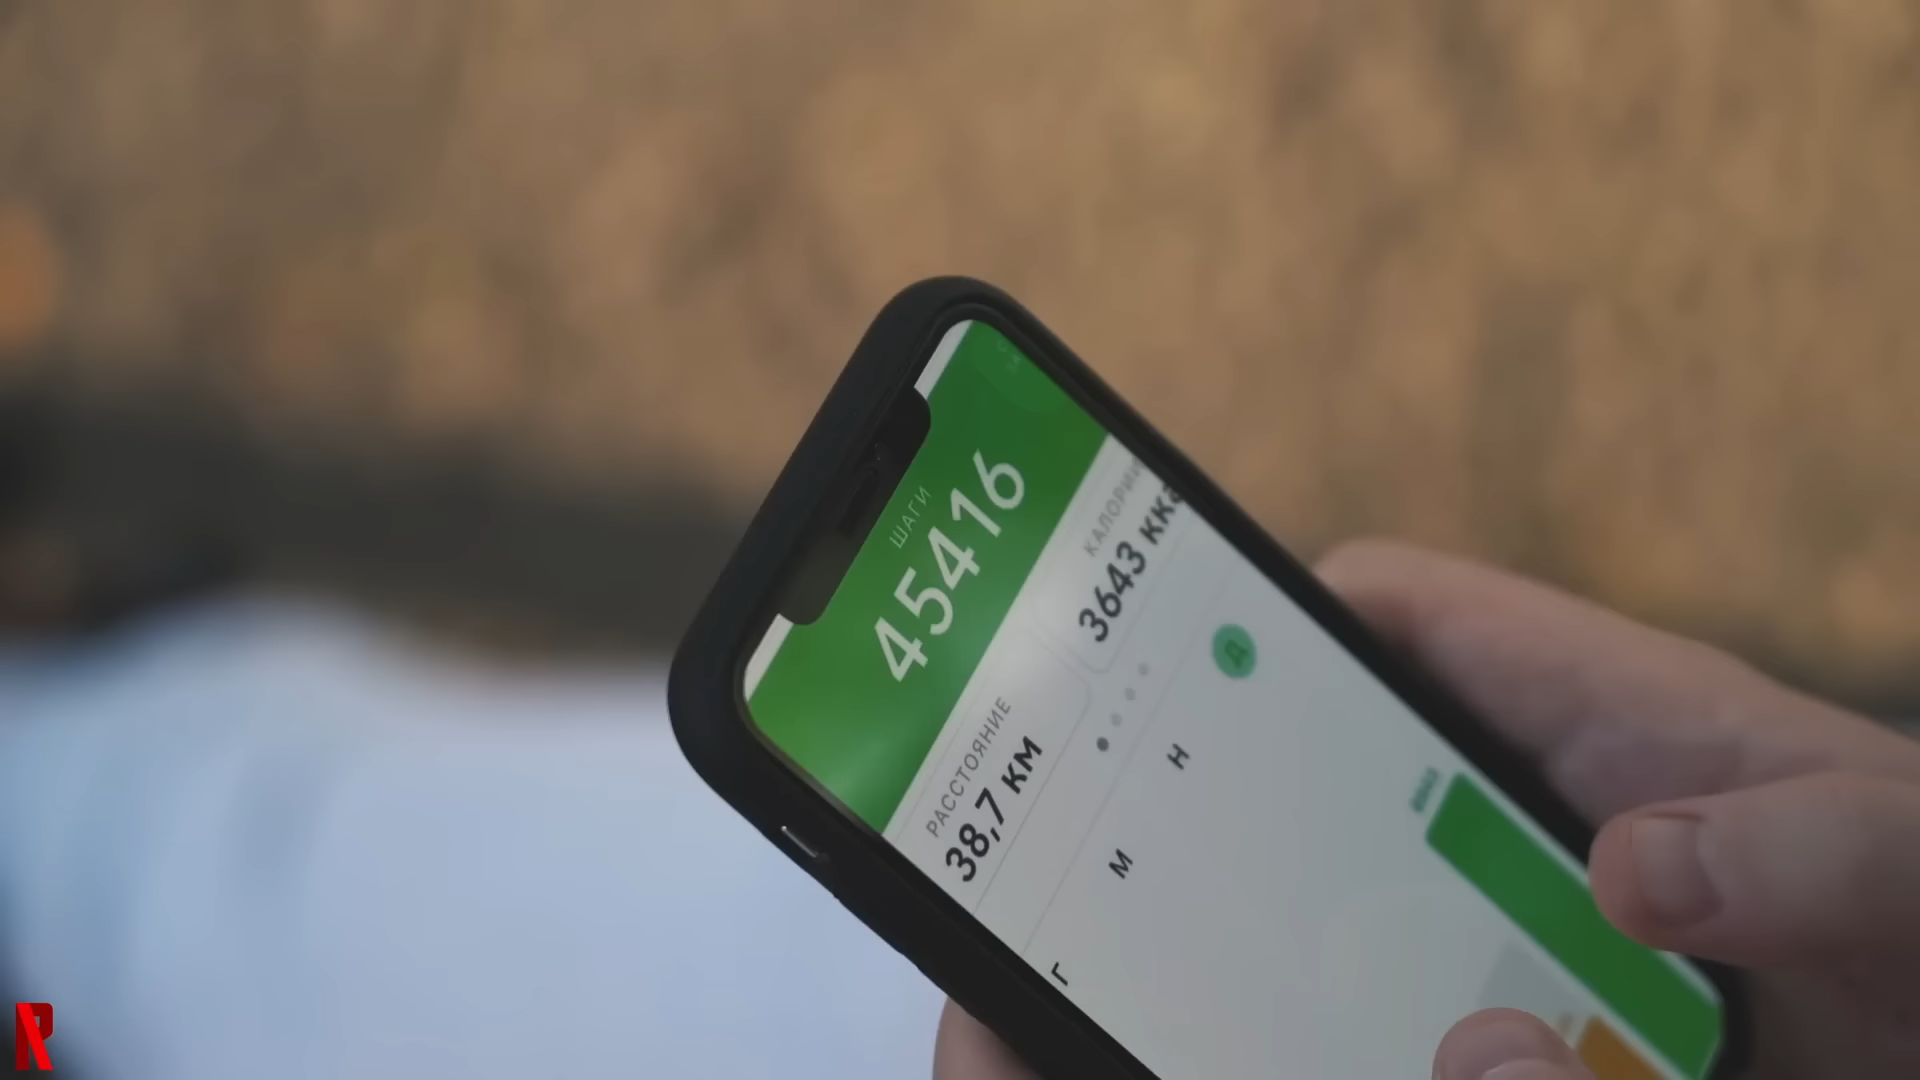 ШАГИ
45416
РАССТОЯНИЕ
38,7 км
КАЛОРИИ
3643 кка
Г
М
Н
Д